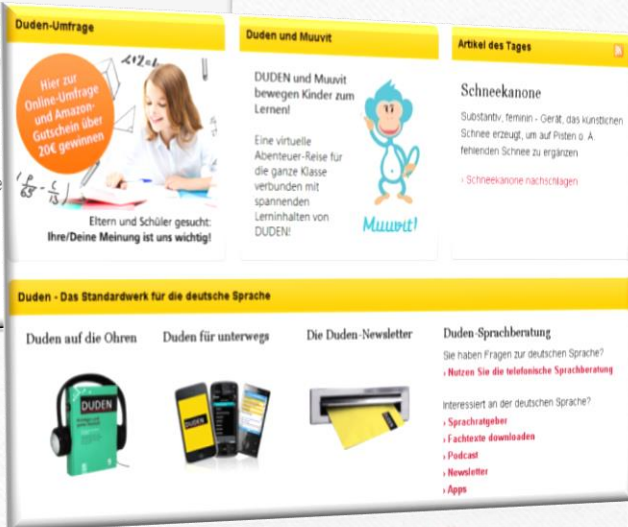 Duden-Umfrage
Hier zur
Online-Umfrage
und Amazon-
Gutschein über
20€ gewinnen
Eltern und Schüler gesucht:
Ihre/Deine Meinung ist uns wichtig!
Duden und Muuvit
DUDEN und Muuvit
bewegen Kinder zum
Lernen!
Eine virtuelle
Abenteuer-Reise für
die ganze Klasse
verbunden mit
spannenden
Lerninhalten von
DUDEN!
Muuvit!
Artikel des Tages
Schneekanone
Substantiv, feminin - Gerät, das künstlichen
Schnee erzeugt, um auf Pisten o. Ä.
fehlenden Schnee zu ergänzen
› Schneekanone nachschlagen
Duden - Das Standardwerk für die deutsche Sprache
Duden auf die Ohren
DUDEN
Duden für unterwegs
DUDEN
Die Duden-Newsletter
Duden-Sprachberatung
Sie haben Fragen zur deutschen Sprache?
› Nutzen Sie die telefonische Sprachberatung
Interessiert an der deutschen Sprache?
› Sprachratgeber
› Fachtexte downloaden
› Podcast
› Newsletter
› Apps